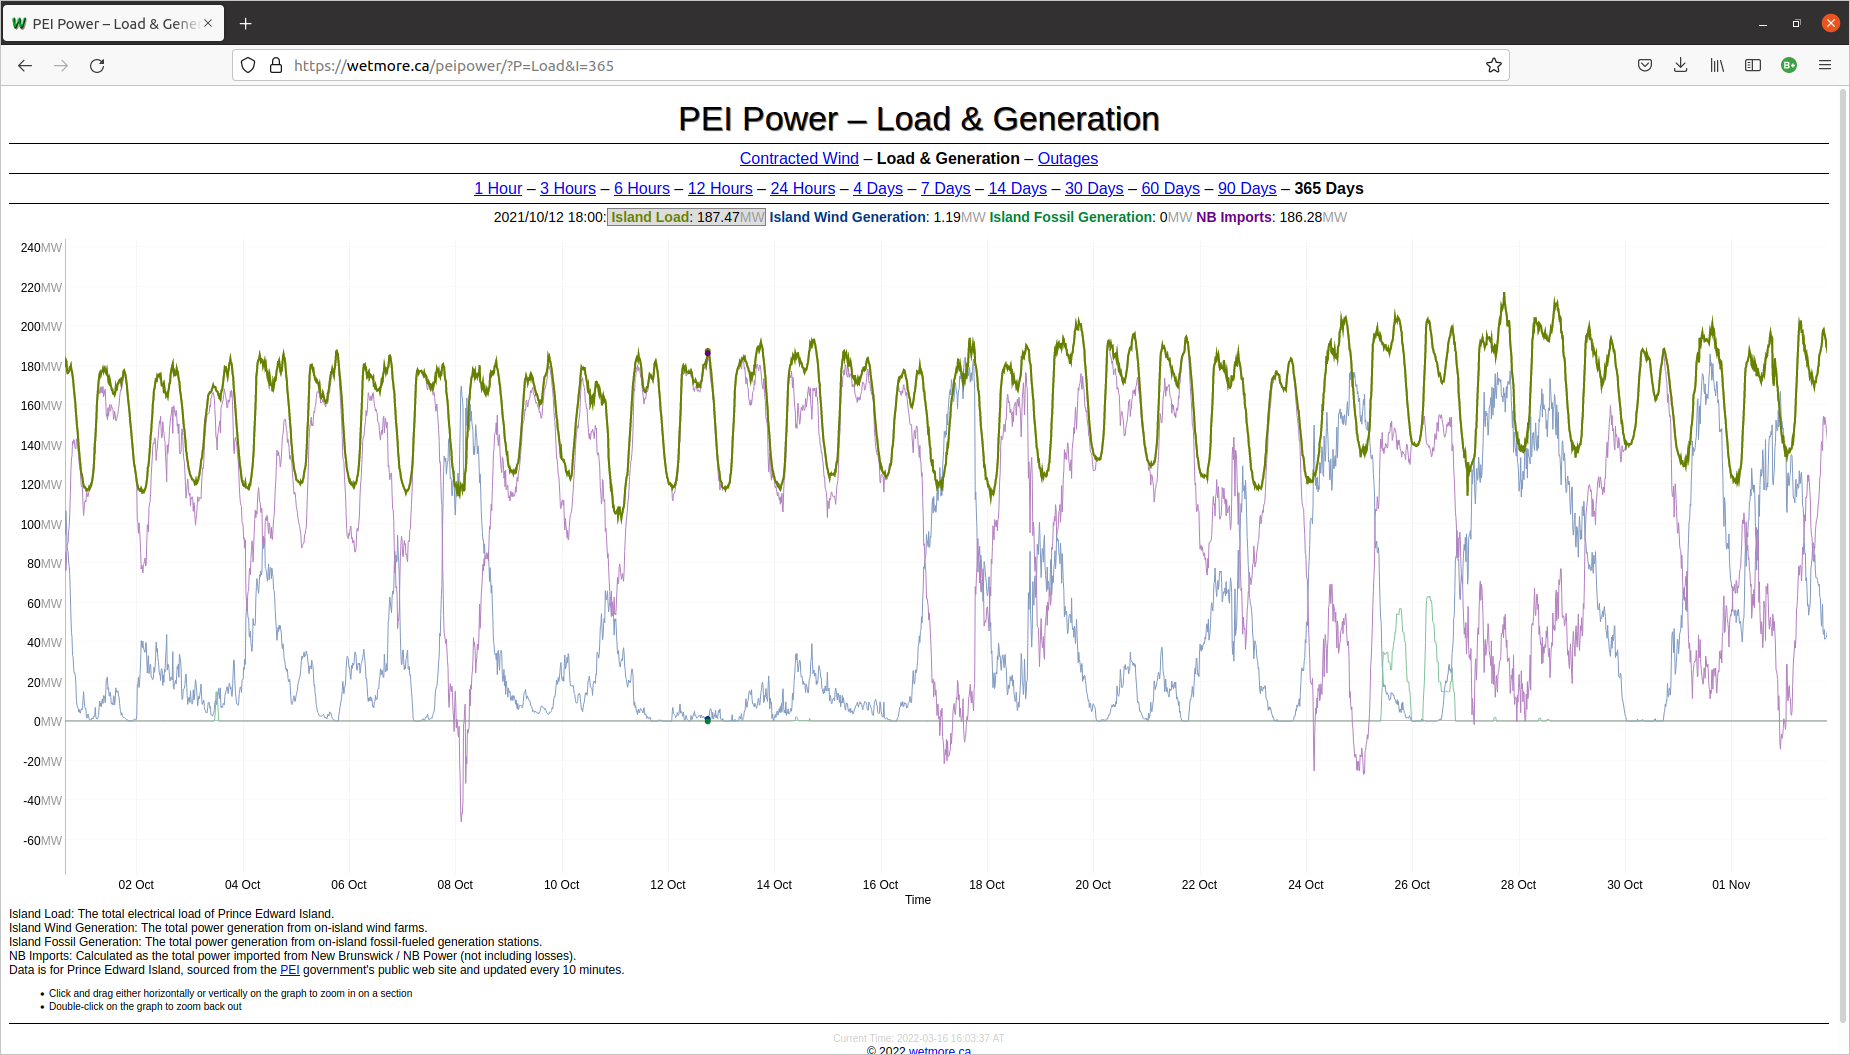 PEI Power – Load & Gene
https://wetmore.ca/peipower/?P=Load&I=365
PEI Power – Load & Generation
Contracted Wind – Load & Generation – Outages
1 Hour – 3 Hours – 6 Hours – 12 Hours – 24 Hours – 4 Days – 7 Days – 14 Days – 30 Days – 60 Days – 90 Days – 365 Days
2021/10/12 18:00: Island Load: 187.47MW Island Wind Generation: 1.19MW Island Fossil Generation: 0MW NB Imports: 186.28MW
240MW
220MW
200MW
180MW
160MW
140MW
120MW
100MW
80MW
60MW
40MW
20MW
0MW
-20MW
-40MW
-60MW
02 Oct 04 Oct 06 Oct 08 Oct 10 Oct 12 Oct 14 Oct 16 Oct 18 Oct 20 Oct 22 Oct 24 Oct 26 Oct 28 Oct 30 Oct 01 Nov
Time
Island Load: The total electrical load of Prince Edward Island.
Island Wind Generation: The total power generation from on-island wind farms.
Island Fossil Generation: The total power generation from on-island fossil-fueled generation stations.
NB Imports: Calculated as the total power imported from New Brunswick / NB Power (not including losses).
Data is for Prince Edward Island, sourced from the PEI government's public web site and updated every 10 minutes.
• Click and drag either horizontally or vertically on the graph to zoom in on a section
• Double-click on the graph to zoom back out
Current Time: 2022-03-16 16:03:37 AT
© 2022 wetmore.ca